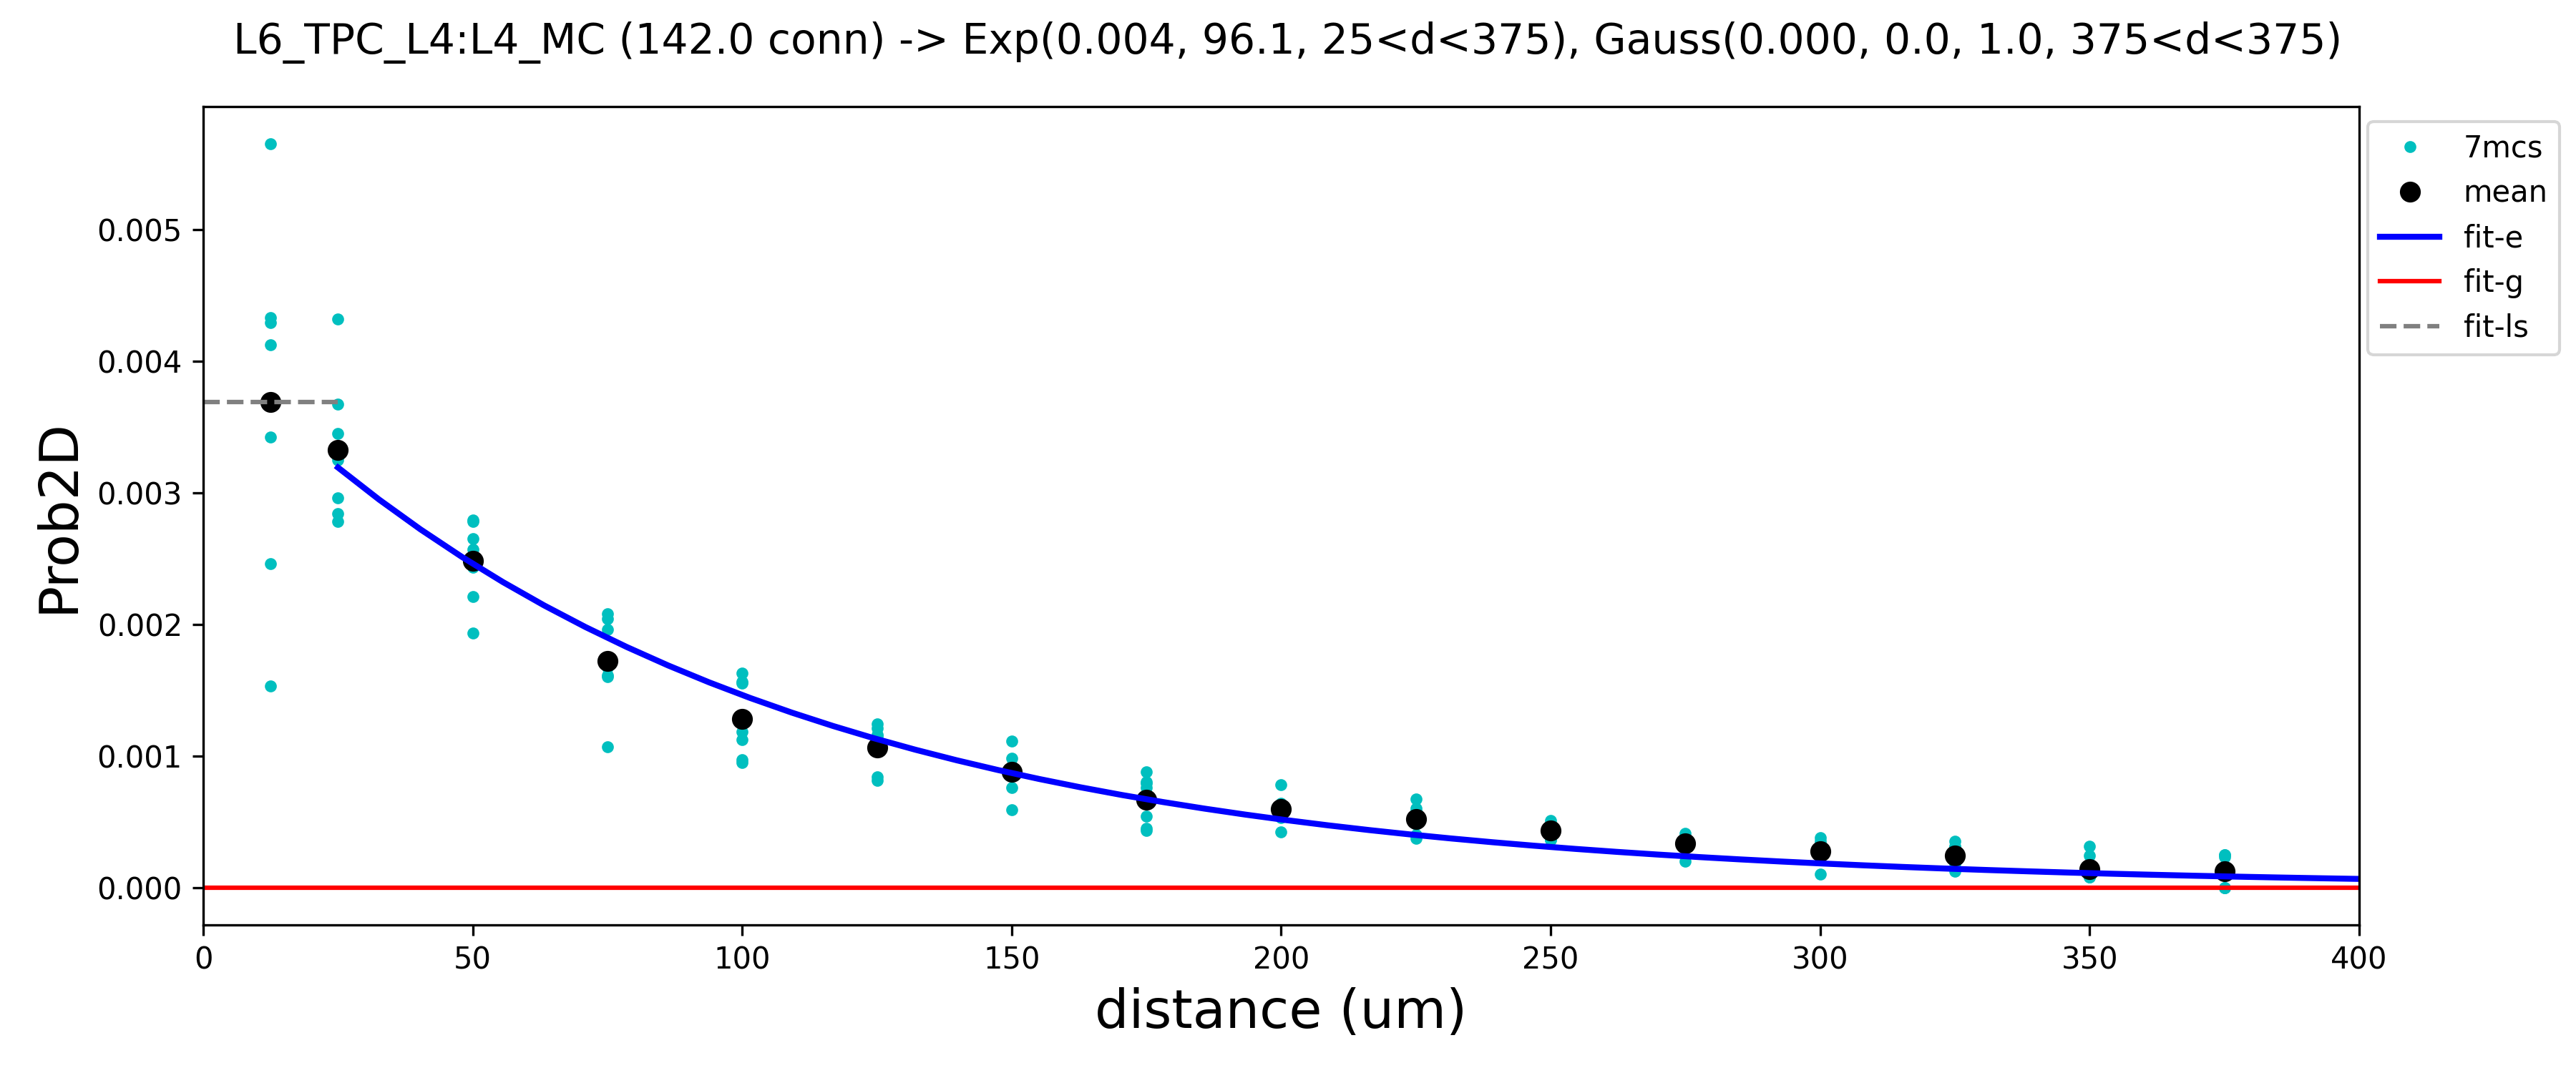 L6_TPC_L4:L4_MC (142.0 conn) -> Exp(0.004, 96.1, 25<d<375), Gauss(0.000, 0.0, 1.0, 375<d<375)
7mcs
mean
fit-e
fit-g
fit-ls
Prob2D
0.005
0.004
0.003
0.002
0.001
0.000
0 50 100 150 200 250 300 350 400
distance (um)